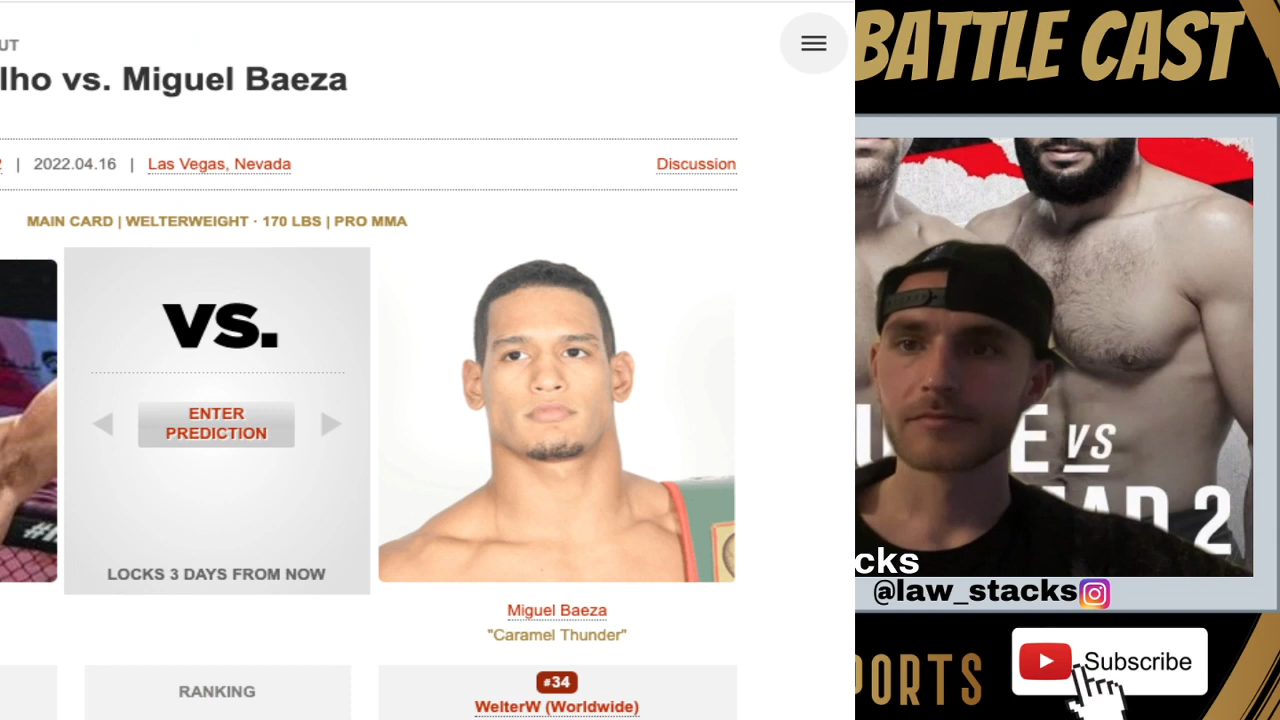 UT
lho vs. Miguel Baeza
| 2022.04.16 | Las Vegas, Nevada
Discussion
MAIN CARD | WELTERWEIGHT · 170 LBS | PRO MMA
VS.
ENTER
PREDICTION
LOCKS 3 DAYS FROM NOW
Miguel Baeza
"Caramel Thunder"
RANKING
#34
WelterW (Worldwide)
BATTLE CAST
E VS
AD 2
cks
@law_stacks
PORTS
Subscribe